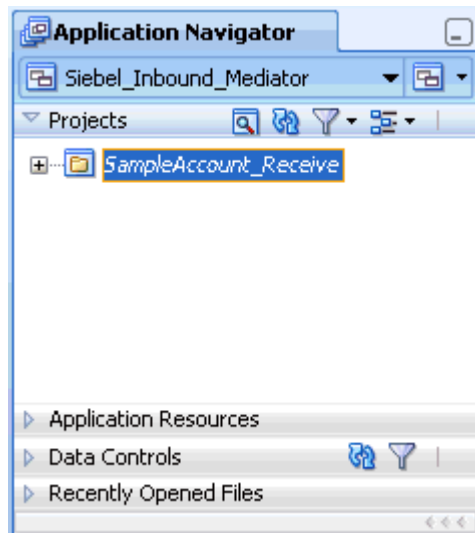 Application Navigator
Siebel_Inbound_Mediator
Projects
SampleAccount_Receive
Application Resources
Data Controls
Recently Opened Files